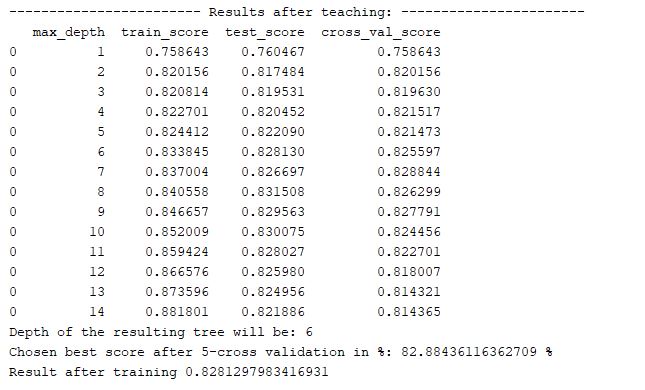 ------------------------ Results after teaching: -----------------------
max_depth train_score test_score cross_val_score
0 1 0.758643 0.760467 0.758643
0 2 0.820156 0.817484 0.820156
0 3 0.820814 0.819531 0.819630
0 4 0.822701 0.820452 0.821517
0 5 0.824412 0.822090 0.821473
0 6 0.833845 0.828130 0.825597
0 7 0.837004 0.826697 0.828844
0 8 0.840558 0.831508 0.826299
0 9 0.846657 0.829563 0.827791
0 10 0.852009 0.830075 0.824456
0 11 0.859424 0.828027 0.822701
0 12 0.866576 0.825980 0.818007
0 13 0.873596 0.824956 0.814321
0 14 0.881801 0.821886 0.814365
Depth of the resulting tree will be: 6
Chosen best score after 5-cross validation in %: 82.88436116362709 %
Result after training 0.8281297983416931